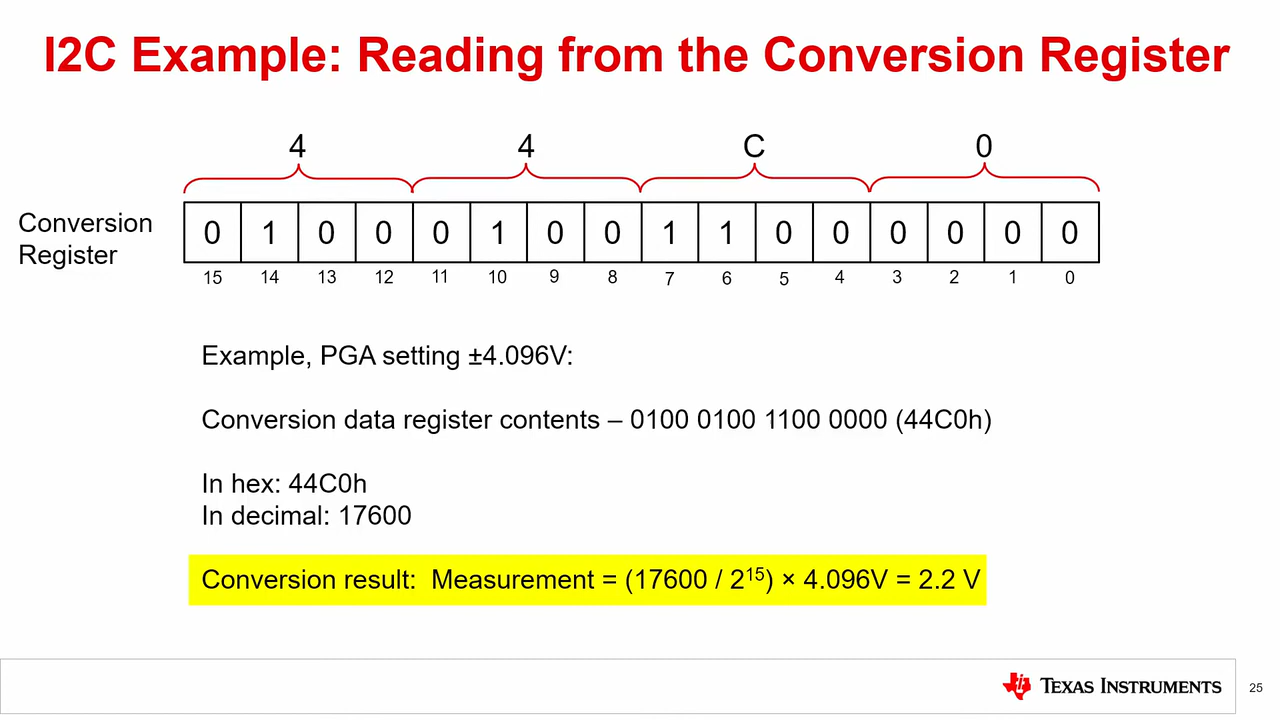 I2C Example: Reading from the Conversion Register
4 4 C 0
Conversion
Register
0 1 0 0 0 1 0 0 1 1 0 0 0 0 0 0
15 14 13 12 11 10 9 8 7 6 5 4 3 2 1 0
Example, PGA setting ±4.096V:
Conversion data register contents – 0100 0100 1100 0000 (44C0h)
In hex: 44C0h
In decimal: 17600
Conversion result:  Measurement = (17600 / 2¹⁵) × 4.096V = 2.2 V
TEXAS INSTRUMENTS
25